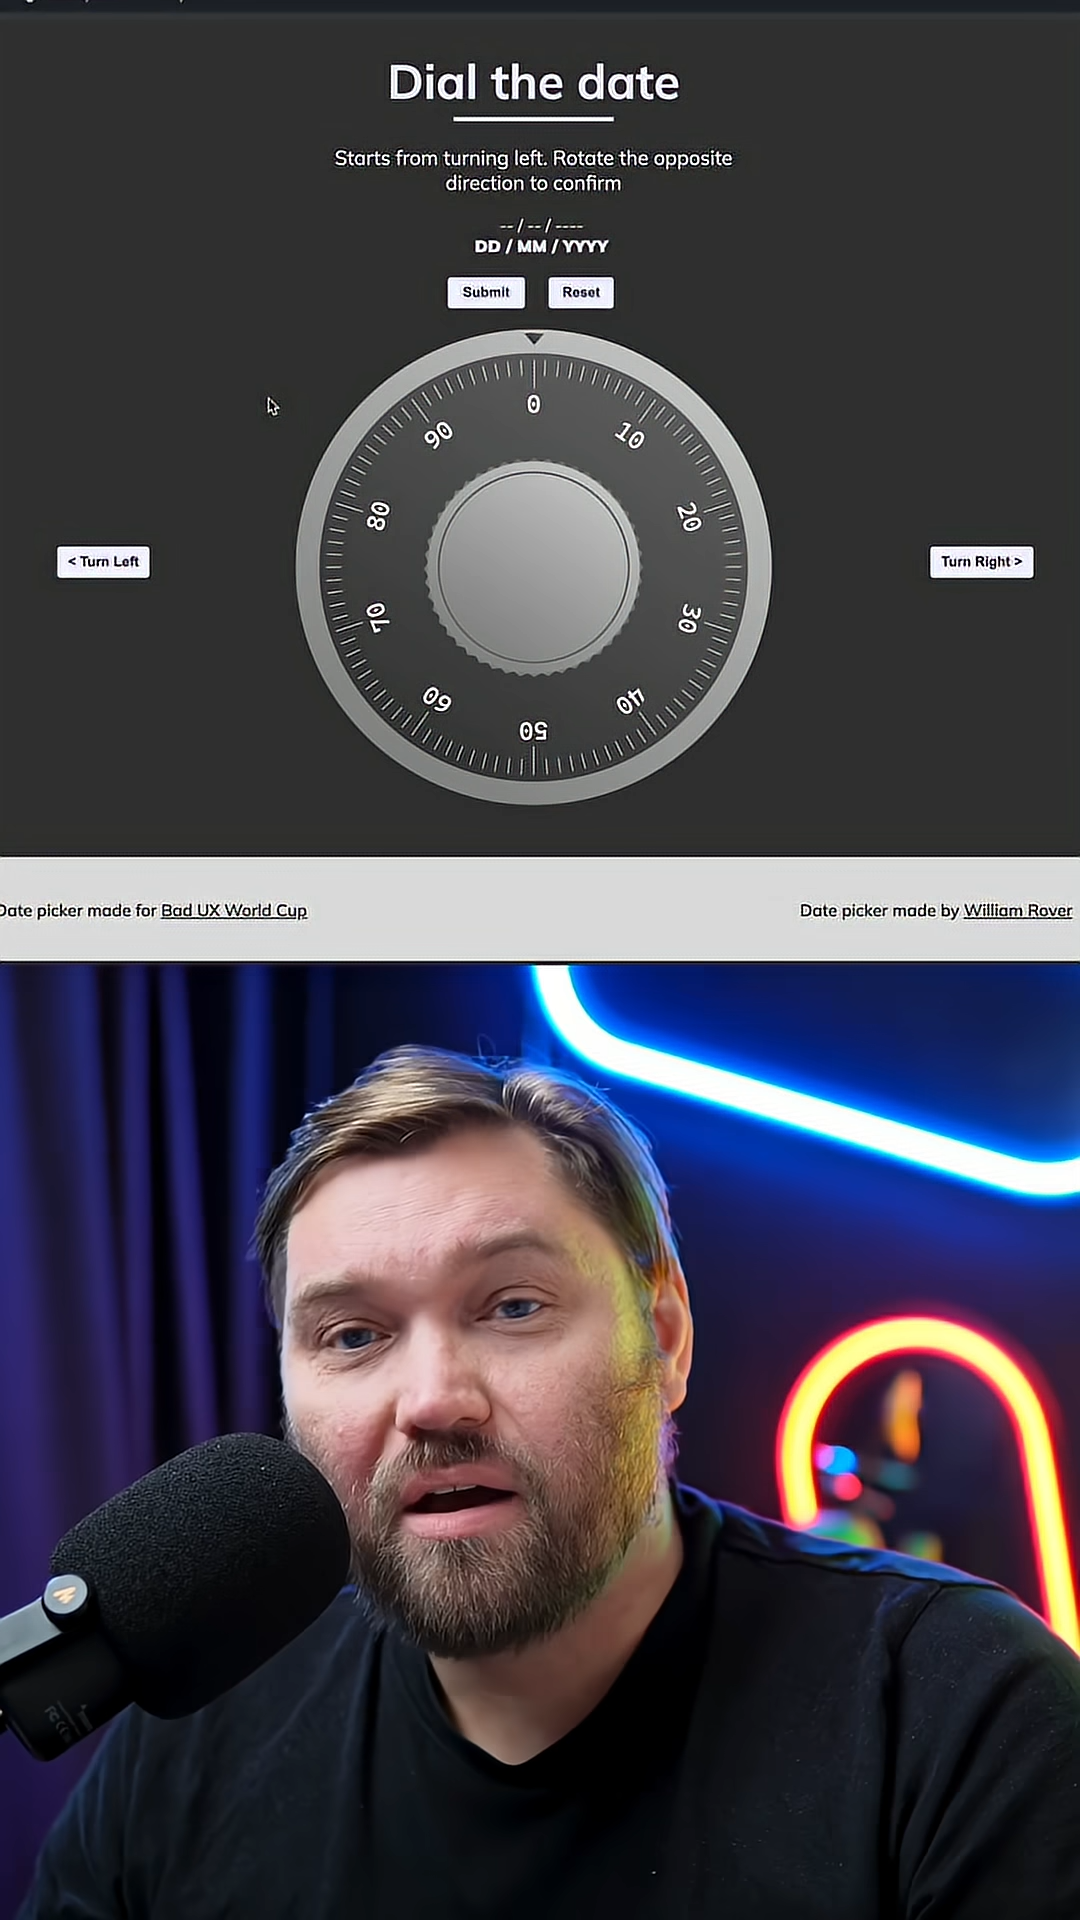 Dial the date
Starts from turning left. Rotate the opposite
direction to confirm
-- / -- / ----
DD / MM / YYYY
Submit
Reset
0
10
20
30
40
50
60
70
80
90
< Turn Left
Turn Right >
Date picker made for Bad UX World Cup
Date picker made by William Rover